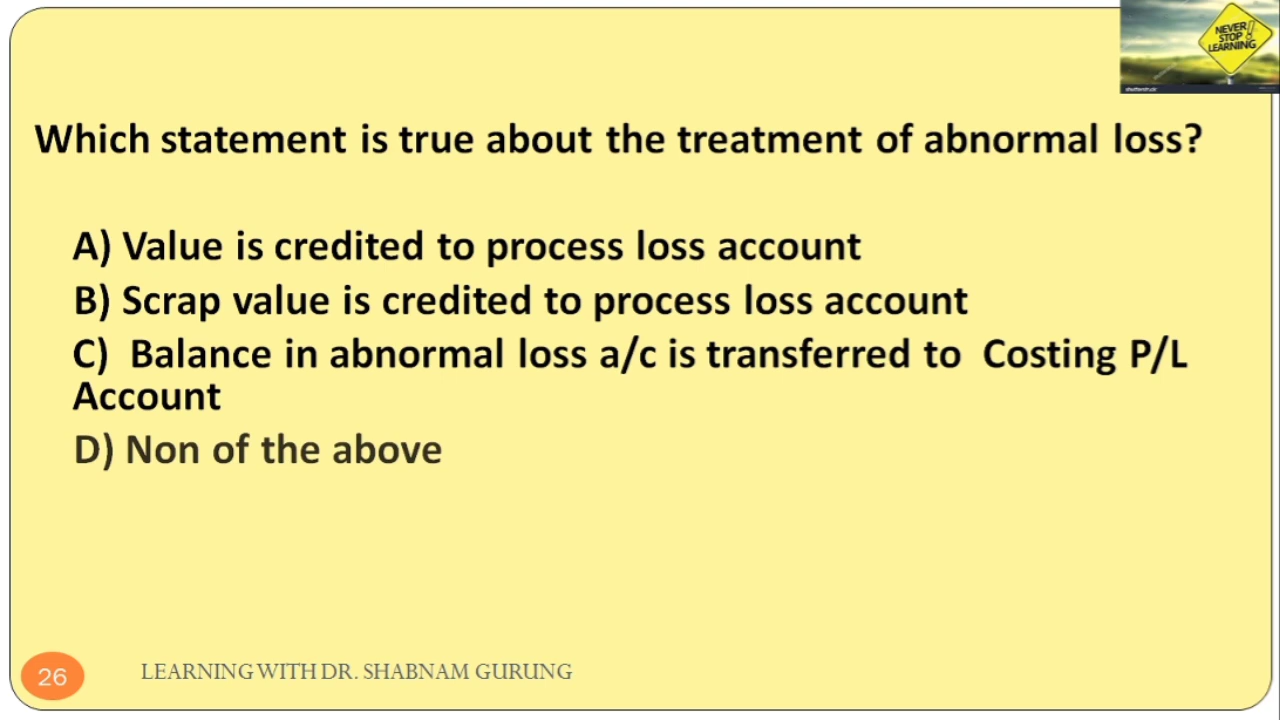 NEVER
STOP!
LEARNING
shutterstock
Which statement is true about the treatment of abnormal loss?
A) Value is credited to process loss account
B) Scrap value is credited to process loss account
C) Balance in abnormal loss a/c is transferred to Costing P/L
Account
D) Non of the above
26
LEARNING WITH DR. SHABNAM GURUNG